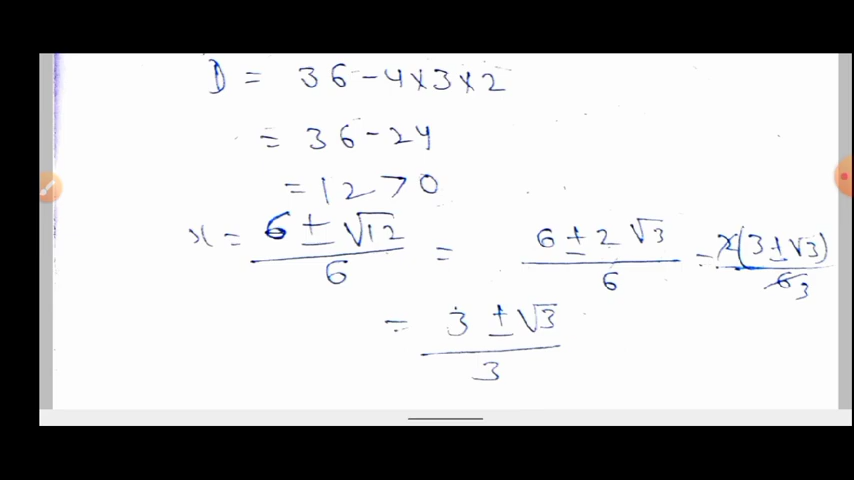 D = 36-4×3×2
= 36-24
= 12 > 0
x = 6 ± √12 / 6 = 6 ± 2√3 / 6 = 2(3 ± √3) / 6 3
= 3 ± √3 / 3